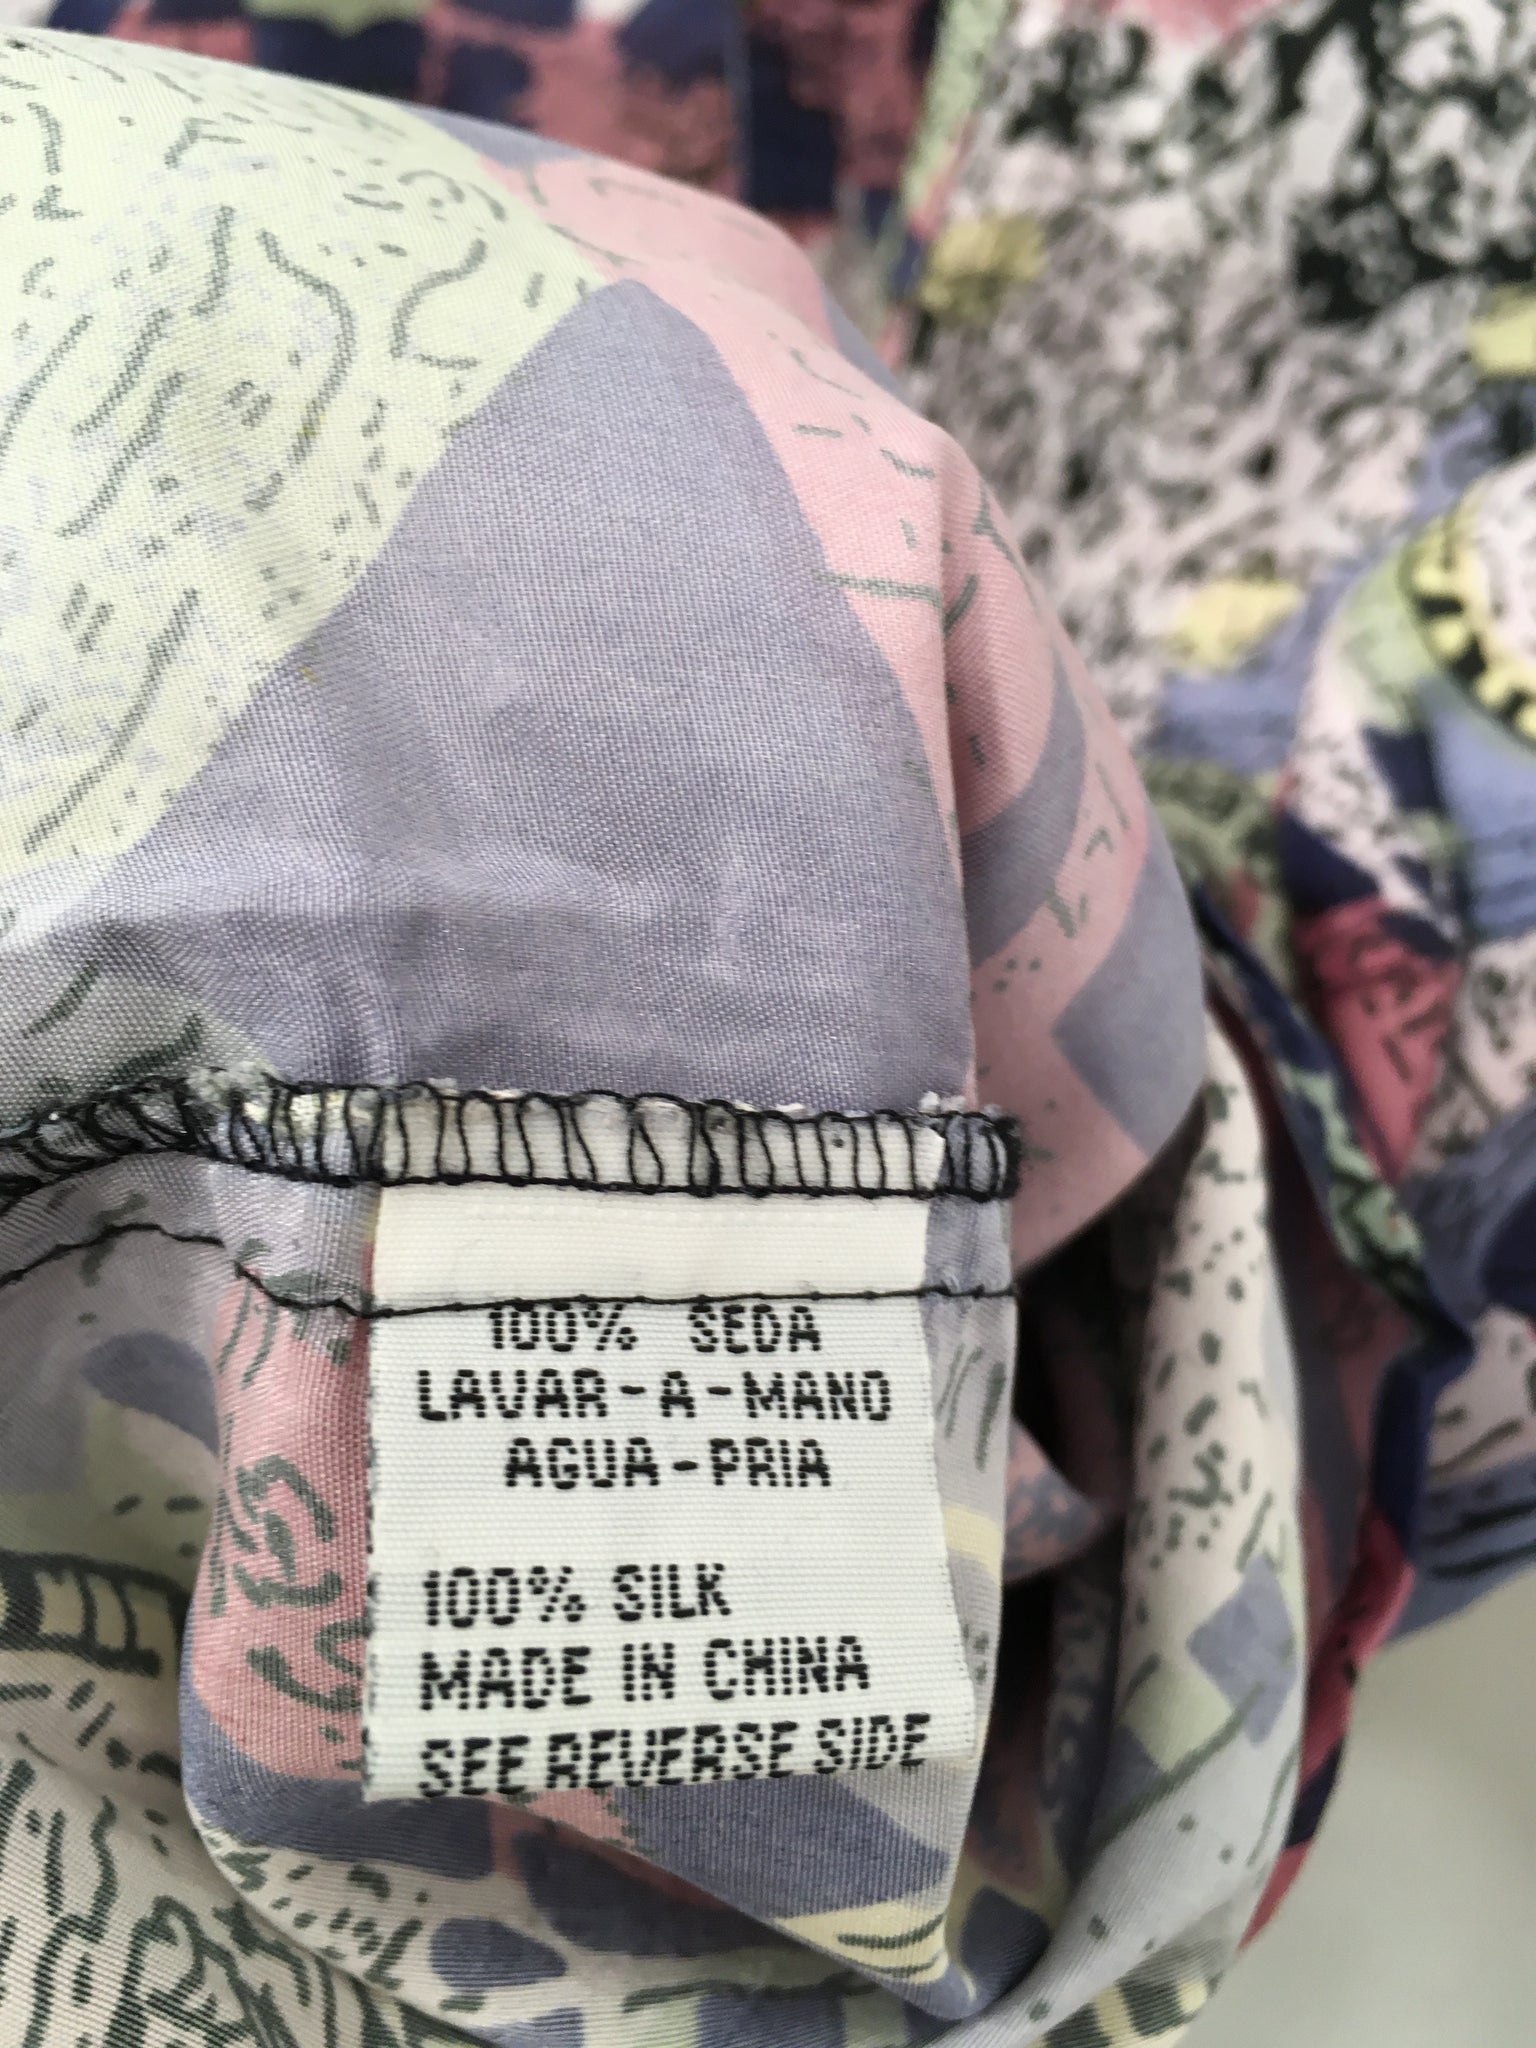 100% SEDA
LAVAR-A-MANO
AGUA-PRIA
100% SILK
MADE IN CHINA
SEE REVERSE SIDE